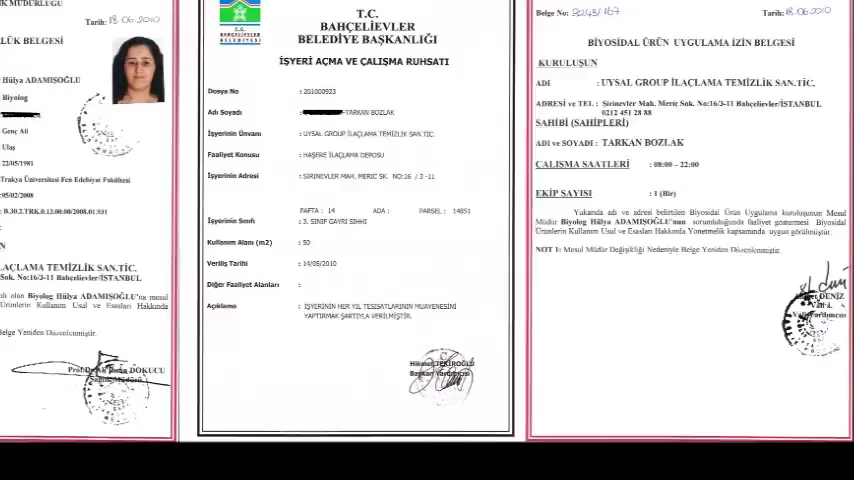 K MÜDÜRLÜĞÜ
Tarih: 18.06.2010
LÜK BELGESİ
: Hülya ADAMIŞOĞLU
: Biyolog
: Genç Ali
: Ulaş
: 22/05/1981
: Trakya Üniversitesi Fen Edebiyat Fakültesi
: 05/02/2008
: B.30.2.TRK.0.13.00.00/2008.01.931
:
N
LAÇLAMA TEMİZLİK SAN.TİC.
Sok. No:16/3-11 Bahçelievler/İSTANBUL
olan Biyolog Hülya ADAMIŞOĞLU'na mesul
Ürünlerin Kullanım Usul ve Esasları Hakkında
Belge Yeniden Düzenlenmiştir.
DOKUCU
T.C.
BAHÇELİEVLER
BELEDİYESİ
T.C.
BAHÇELİEVLER
BELEDİYE BAŞKANLIĞI
İŞYERİ AÇMA VE ÇALIŞMA RUHSATI
Dosya No : 201000923
Adı Soyadı : -TARKAN BOZLAK
İşyerinin Ünvanı : UYSAL GROUP İLAÇLAMA TEMİZLİK SAN.TİC.
Faaliyet Konusu : HAŞERE İLAÇLAMA DEPOSU
İşyerinin Adresi : SİRİNEVLER MAH. MERİC SK. NO:16 / 3 -11
PAFTA : 14 ADA : PARSEL : 14851
İşyerinin Sınıfı : 3. SINIF GAYRİ SIHHİ
Kullanım Alanı (m2) : 50
Veriliş Tarihi : 14/05/2010
Diğer Faaliyet Alanları :
Açıklama : İŞYERİNİN HER YIL TESİSATLARININ MUAYENESİNİ
YAPTIRMAK ŞARTIYLA VERİLMİŞTİR.
Hikmet TEKİROĞLU
Başkan Yardımcısı
Belge No: 2243/167 Tarih: 18.06.2010
BİYOSİDAL ÜRÜN UYGULAMA İZİN BELGESİ
KURULUŞUN
ADI : UYSAL GROUP İLAÇLAMA TEMİZLİK SAN.TİC.
ADRESİ ve TEL : Şirinevler Mah. Meriç Sok. No:16/3-11 Bahçelievler/İSTANBUL
0212 451 28 88
SAHİBİ (SAHİPLERİ)
ADI ve SOYADI : TARKAN BOZLAK
ÇALIŞMA SAATLERİ : 08:00 – 22:00
EKİP SAYISI : 1 (Bir)
Yukarıda adı ve adresi belirtilen Biyosidal Ürün Uygulama kuruluşunun Mesul
Müdür Biyolog Hülya ADAMIŞOĞLU'nun sorumluluğunda faaliyet göstermesi Biyosidal
Ürünlerin Kullanım Usul ve Esasları Hakkında Yönetmelik kapsamında uygun görülmüştür.
NOT 1: Mesul Müdür Değişikliği Nedeniyle Belge Yeniden Düzenlenmiştir.
DENİZ
Vali a.
Vali Yardımcısı